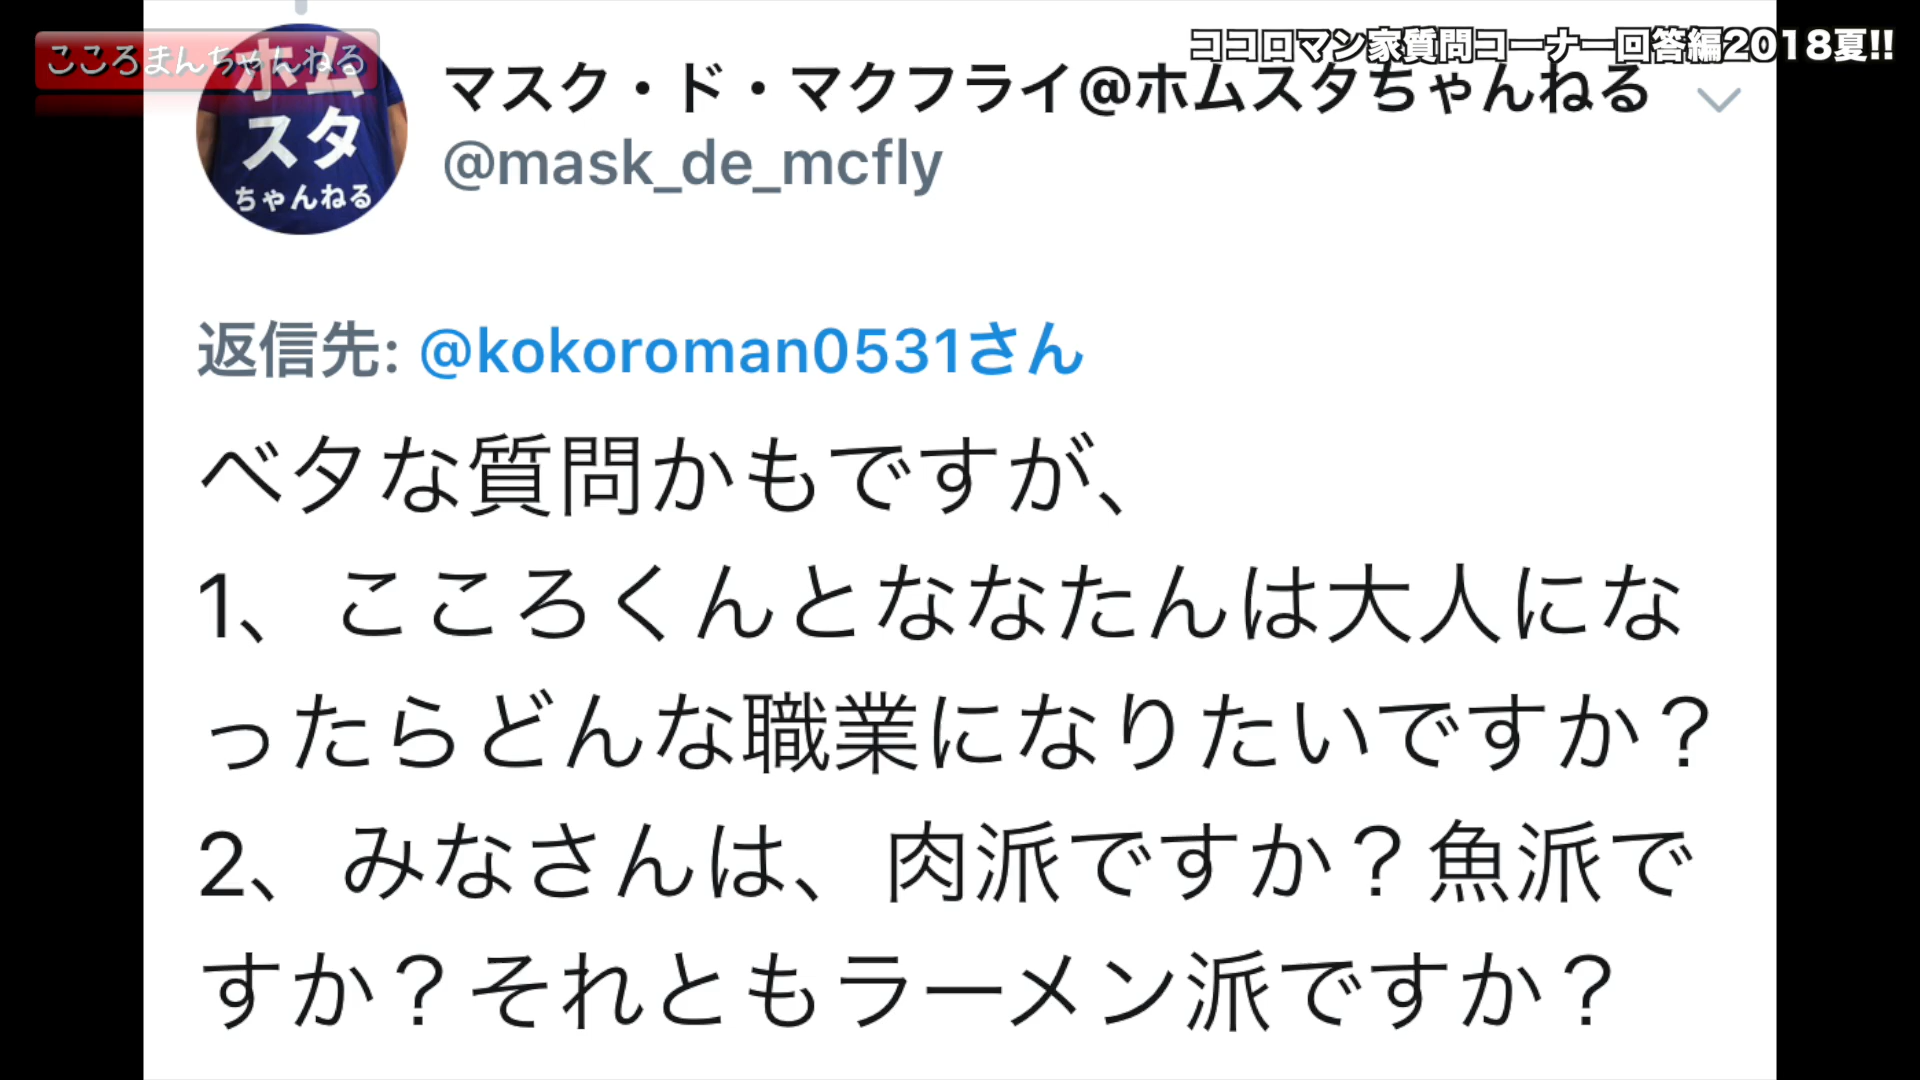 こころまんちゃんねる
ココロマン家質問コーナー回答編2018夏!!
ホム
スタ
ちゃんねる
マスク・ド・マクフライ@ホムスタちゃんねる
@mask_de_mcfly
返信先: @kokoroman0531さん
ベタな質問かもですが、
1、こころくんとななたんは大人にな
ったらどんな職業になりたいですか？
2、みなさんは、肉派ですか？魚派で
すか？それともラーメン派ですか？